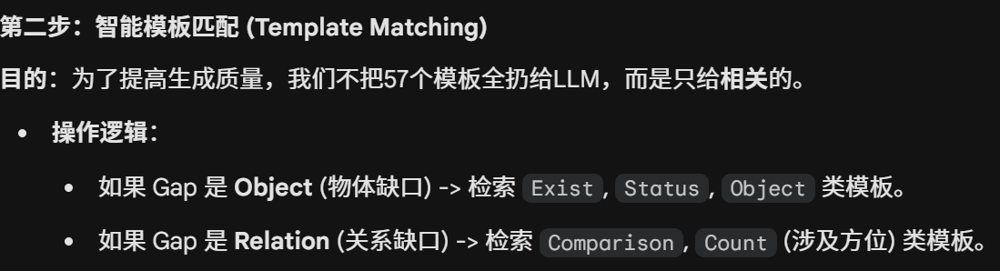 第二步：智能模板匹配 (Template Matching)
目的：为了提高生成质量，我们不把57个模板全扔给LLM，而是只给相关的。
• 操作逻辑：
• 如果 Gap 是 Object (物体缺口) -> 检索 Exist, Status, Object 类模板。
• 如果 Gap 是 Relation (关系缺口) -> 检索 Comparison, Count (涉及方位) 类模板。